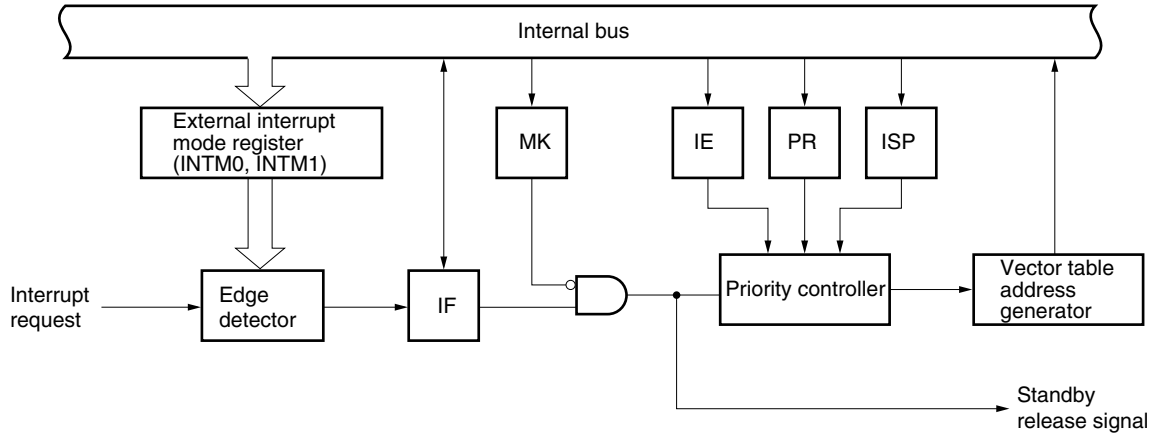 Internal bus
External interrupt
mode register
(INTM0, INTM1)
MK
IE
PR
ISP
Interrupt
request
Edge
detector
IF
Priority controller
Vector table
address
generator
Standby
release signal